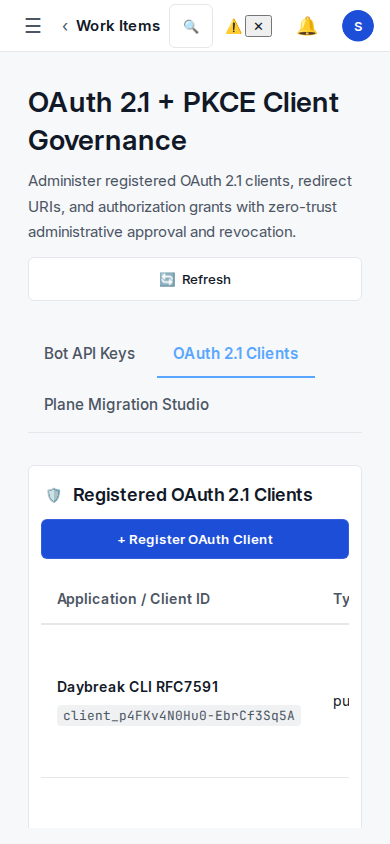 Work Items
S
OAuth 2.1 + PKCE Client
Governance
Administer registered OAuth 2.1 clients, redirect
URIs, and authorization grants with zero-trust
administrative approval and revocation.
Refresh
Bot API Keys
OAuth 2.1 Clients
Plane Migration Studio
Registered OAuth 2.1 Clients
+ Register OAuth Client
Application / Client ID
Ty
Daybreak CLI RFC7591
pu
client_p4FKv4N0Hu0-EbrCf3Sq5A